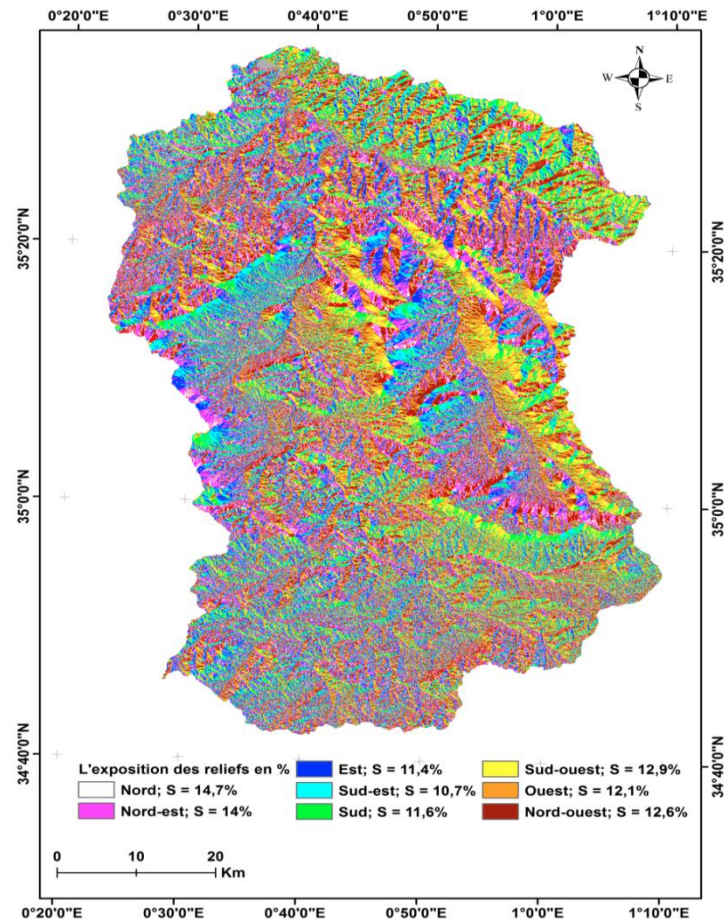 0°20'0"E 0°30'0"E 0°40'0"E 0°50'0"E 1°0'0"E 1°10'0"E
N
W E
S
35°20'0"N 35°20'0"N
35°0'0"N 35°0'0"N
34°40'0"N 34°40'0"N
L'exposition des reliefs en %
Nord; S = 14,7%
Nord-est; S = 14%
Est; S = 11,4%
Sud-est; S = 10,7%
Sud; S = 11,6%
Sud-ouest; S = 12,9%
Ouest; S = 12,1%
Nord-ouest; S = 12,6%
0 10 20
Km
0°20'0"E 0°30'0"E 0°40'0"E 0°50'0"E 1°0'0"E 1°10'0"E